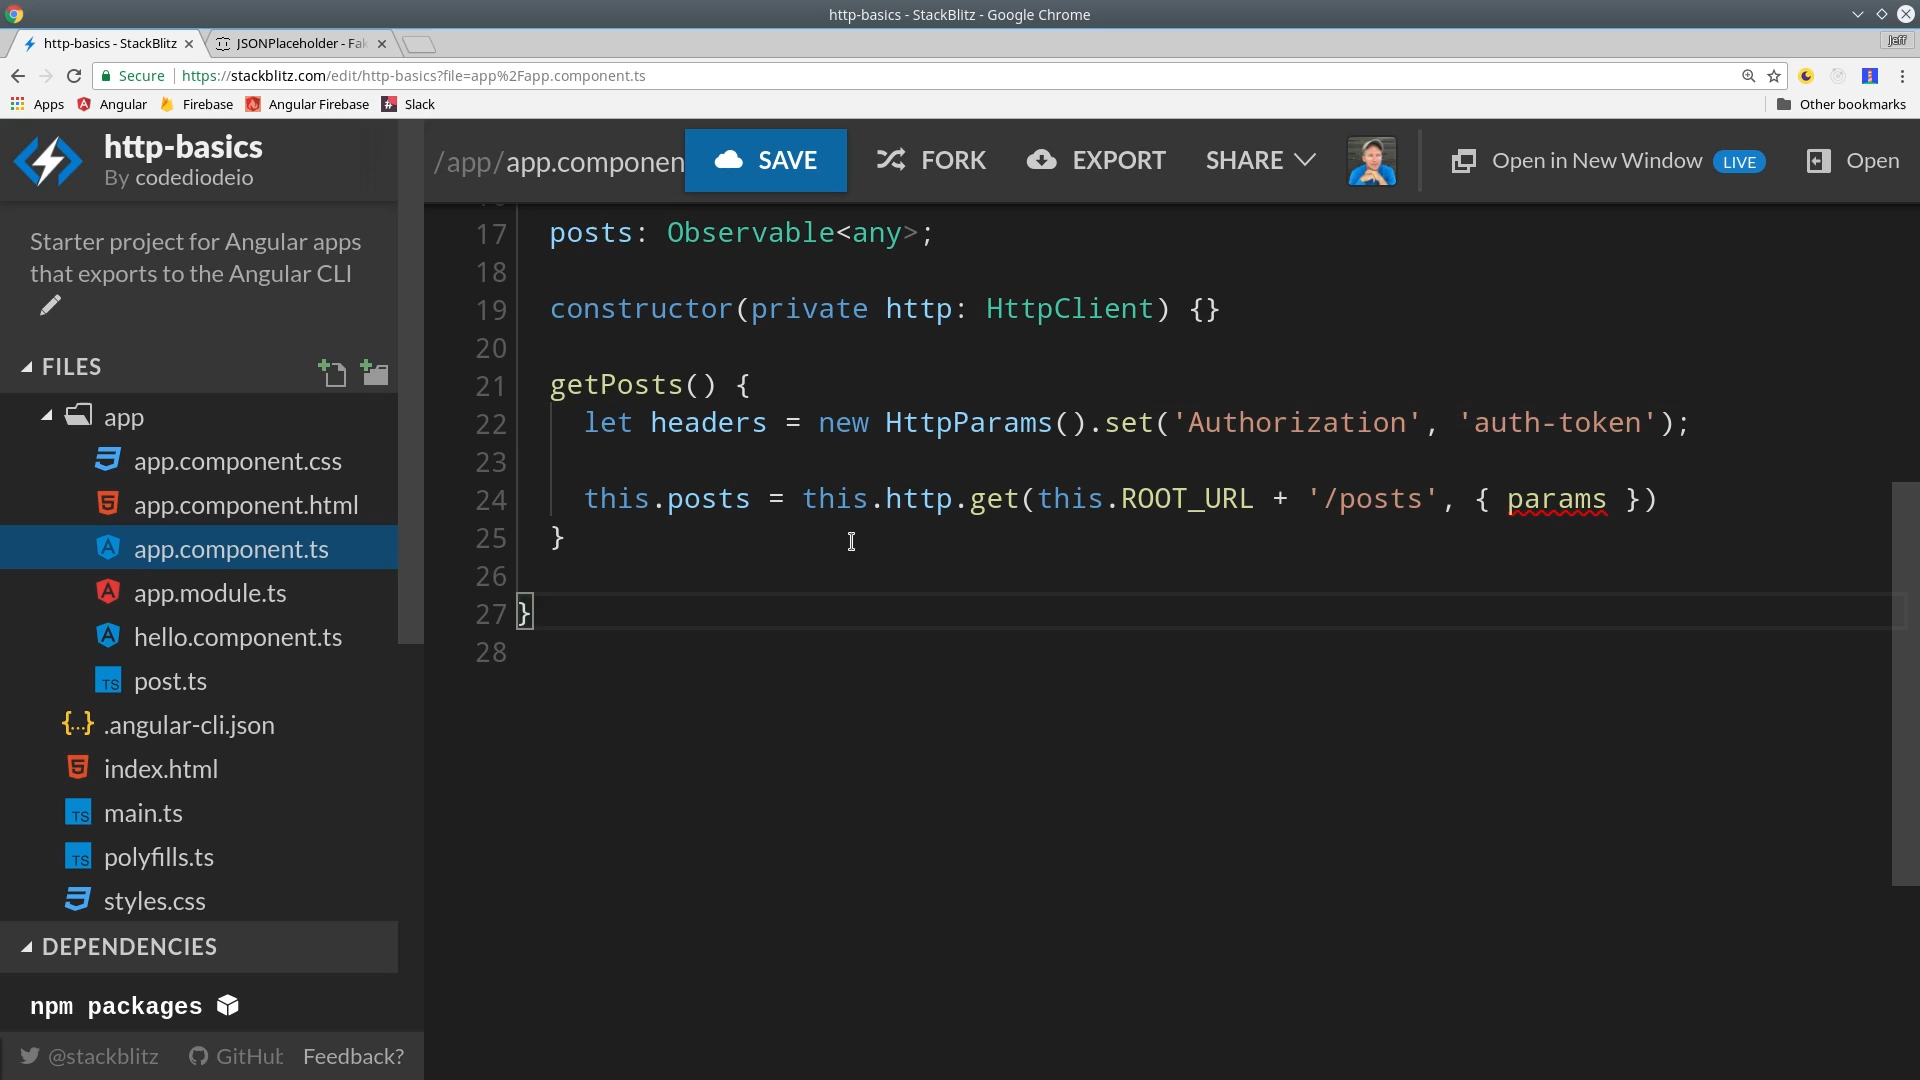 http-basics - StackBlitz - Google Chrome
http-basics - StackBlitz
JSONPlaceholder - Fak
Jeff
Secure
https://stackblitz.com/edit/http-basics?file=app%2Fapp.component.ts
Apps
Angular
Firebase
Angular Firebase
Slack
Other bookmarks
http-basics
By codediodeio
/app/app.componen
SAVE
FORK
EXPORT
SHARE
Open in New Window
LIVE
Open
Starter project for Angular apps
that exports to the Angular CLI
FILES
app
app.component.css
app.component.html
app.component.ts
app.module.ts
hello.component.ts
post.ts
.angular-cli.json
index.html
main.ts
polyfills.ts
styles.css
DEPENDENCIES
npm packages
@stackblitz
GitHub
Feedback?
17 posts: Observable<any>;
18
19 constructor(private http: HttpClient) {}
20
21 getPosts() {
22 let headers = new HttpParams().set('Authorization', 'auth-token');
23
24 this.posts = this.http.get(this.ROOT_URL + '/posts', { params })
25 }
26
27 }
28